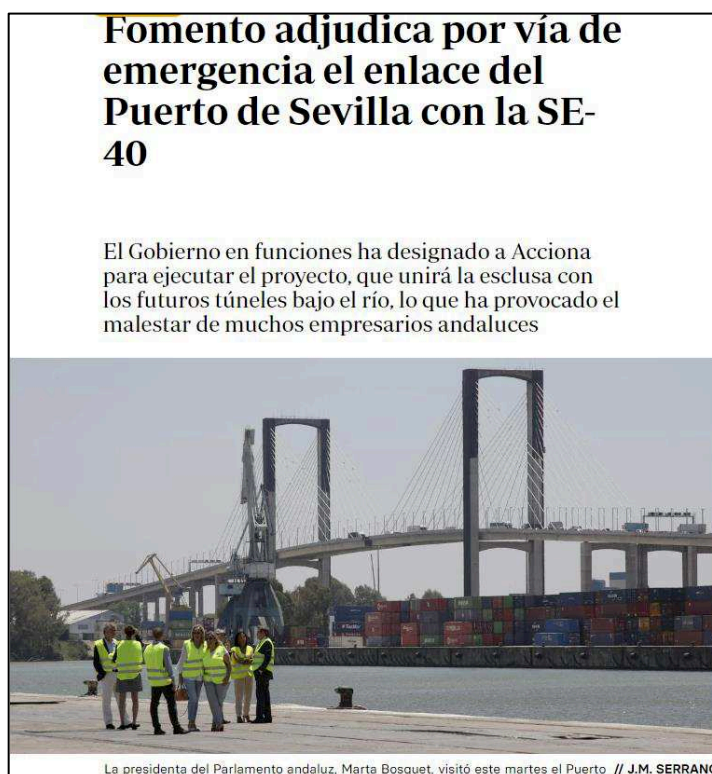 Fomento adjudica por vía de
emergencia el enlace del
Puerto de Sevilla con la SE-
40
El Gobierno en funciones ha designado a Acciona
para ejecutar el proyecto, que unirá la esclusa con
los futuros túneles bajo el río, lo que ha provocado el
malestar de muchos empresarios andaluces
La presidenta del Parlamento andaluz, Marta Bosquet, visitó este martes el Puerto // J.M. SERRANO